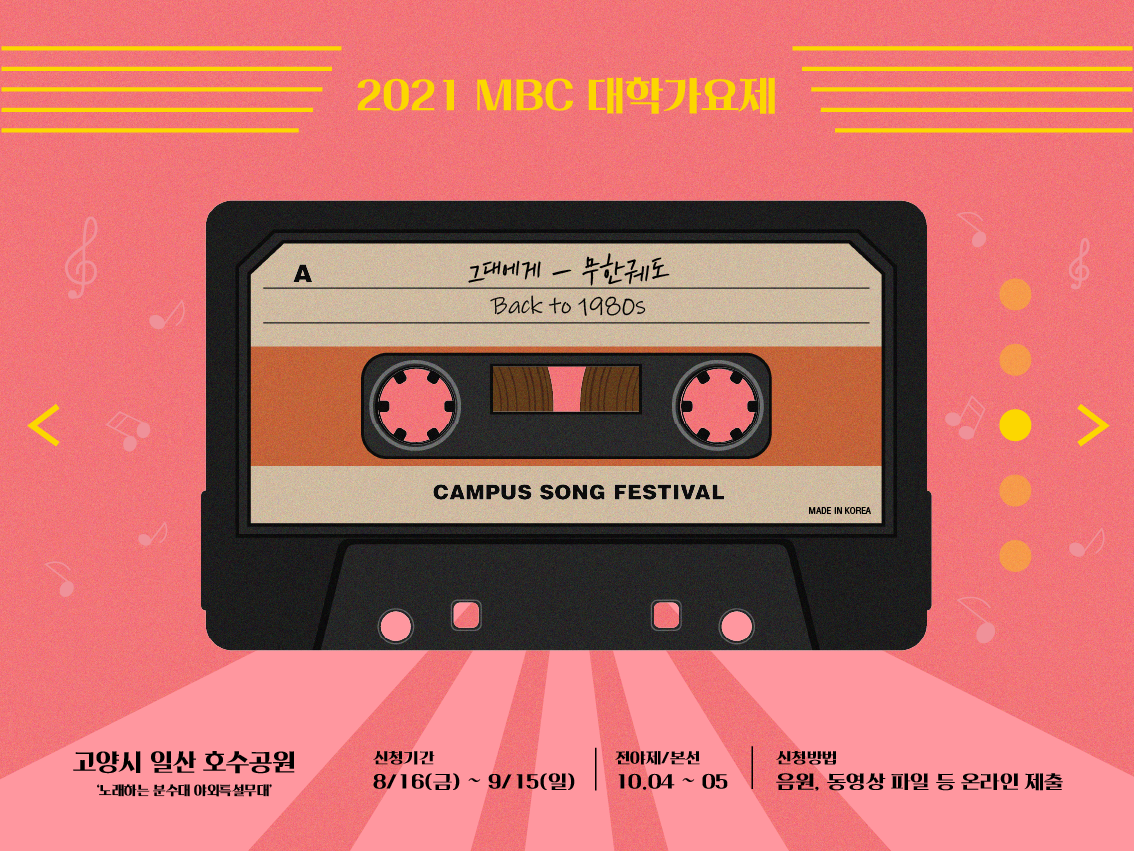 2021 MBC 대학가요제
A
그대에게 – 무한궤도
Back to 1980s
CAMPUS SONG FESTIVAL
MADE IN KOREA
고양시 일산 호수공원
'노래하는 분수대 야외특설무대'
신청기간
8/16(금) ~ 9/15(일)
전야제/본선
10.04 ~ 05
신청방법
음원, 동영상 파일 등 온라인 제출